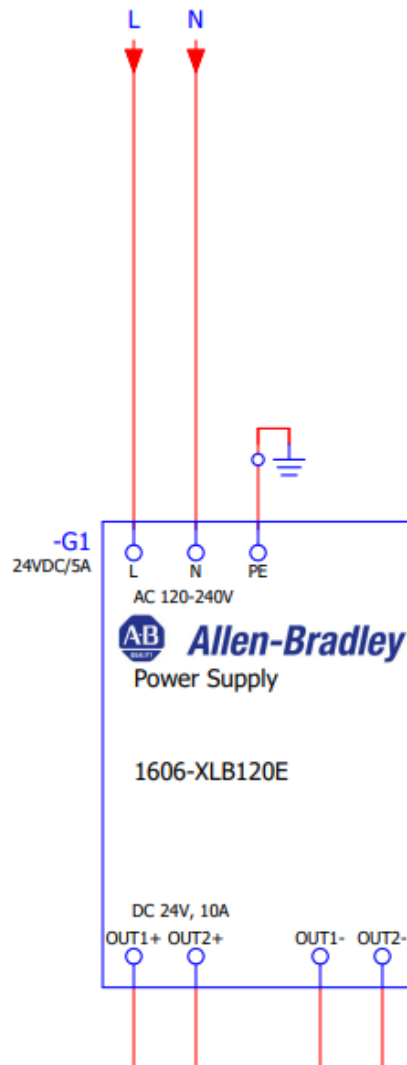 L N
-G1
24VDC/5A
L N PE
AC 120-240V
A·B
QUALITY
Allen-Bradley
Power Supply
1606-XLB120E
DC 24V, 10A
OUT1+ OUT2+ OUT1- OUT2-